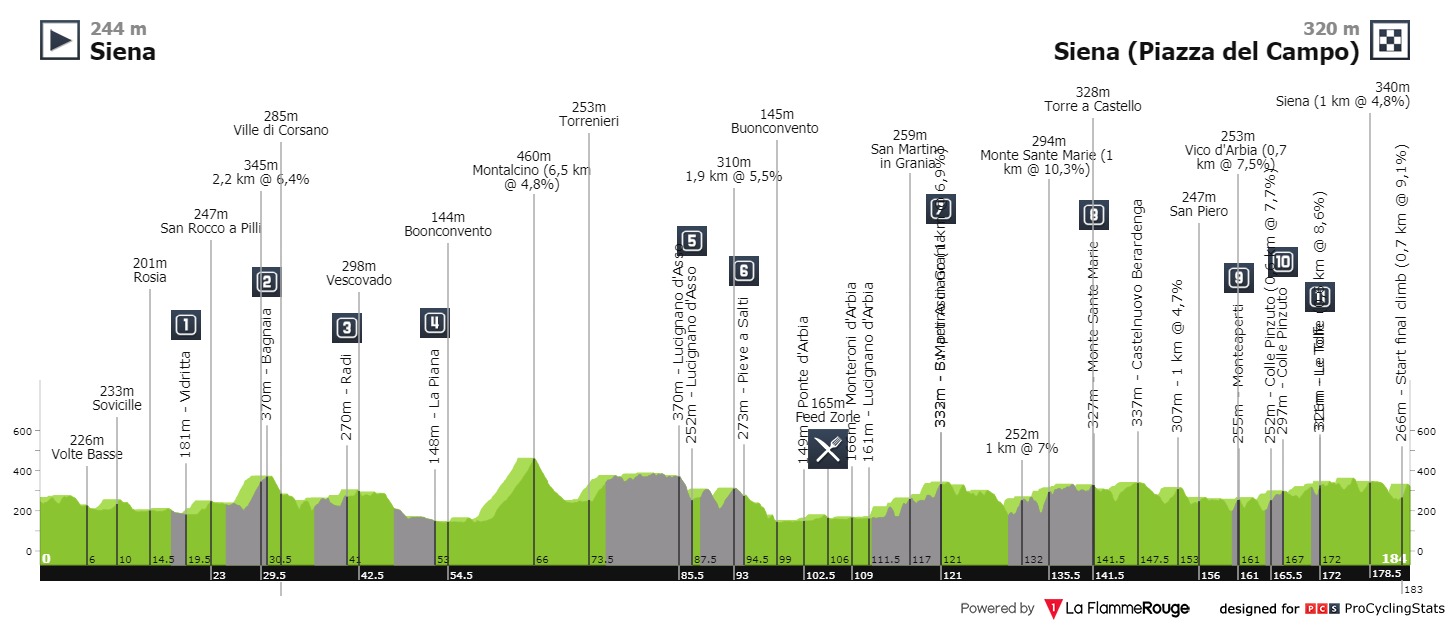 244 m
Siena
320 m
Siena (Piazza del Campo)
340m
Siena (1 km @ 4,8%)
328m
Torre a Castello
253m
Torrenieri
285m
Ville di Corsano
145m
Buonconvento
259m
San Martino
in Grania
294m
Monte Sante Marie (1
km @ 10,3%)
253m
Vico d'Arbia (0,7
km @ 7,5%)
345m
2,2 km @ 6,4%
460m
Montalcino (6,5 km
@ 4,8%)
310m
1,9 km @ 5,5%
247m
San Rocco a Pilli
144m
Boonconvento
247m
San Piero
201m
Rosia
298m
Vescovado
233m
Sovicille
226m
Volte Basse
165m
Feed Zone
252m
1 km @ 7%
1
2
3
4
5
6
7
8
9
10
11
181m - Vidritta
370m - Bagnaia
270m - Radi
148m - La Piana
370m - Lucignano d'Asso
252m - Lucignano d'Asso
273m - Pieve a Salti
149m - Ponte d'Arbia
166m - Monteroni d'Arbia
161m - Lucignano d'Arbia
327m - Monte Sante Marie
337m - Castelnuovo Berardenga
307m - 1 km @ 4,7%
255m - Monteaperti
252m - Colle Pinzuto (0,6 km @ 7,7%)
297m - Colle Pinzuto
266m - Start final climb (0,7 km @ 9,1%)
600
400
200
0
600
400
200
0
0 6 10 14.5 19.5 30.5 41 53 66 73.5 87.5 94.5 99 106 111.5 117 121 132 141.5 147.5 153 161 167 172 184
23 29.5 42.5 54.5 85.5 93 102.5 109 121 135.5 141.5 156 161 165.5 172 178.5
183
Powered by La FlammeRouge designed for PCS ProCyclingStats